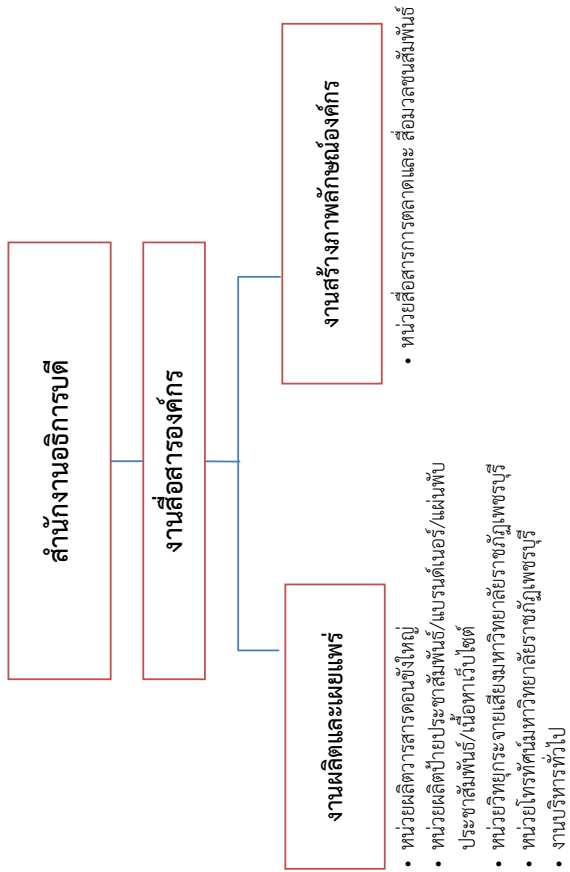 สำนักงานอธิการบดี
งานสื่อสารองค์กร
งานผลิตและเผยแพร่
• หน่วยผลิตวารสารดอนขังใหญ่
• หน่วยผลิตป้ายประชาสัมพันธ์/แบรนด์เนอร์/แผ่นพับ
ประชาสัมพันธ์/เนื้อหาเว็บไซต์
• หน่วยวิทยุกระจายเสียงมหาวิทยาลัยราชภัฏเพชรบุรี
• หน่วยโทรทัศน์มหาวิทยาลัยราชภัฏเพชรบุรี
• งานบริหารทั่วไป
งานสร้างภาพลักษณ์องค์กร
• หน่วยสื่อสารการตลาดและ สื่อมวลชนสัมพันธ์